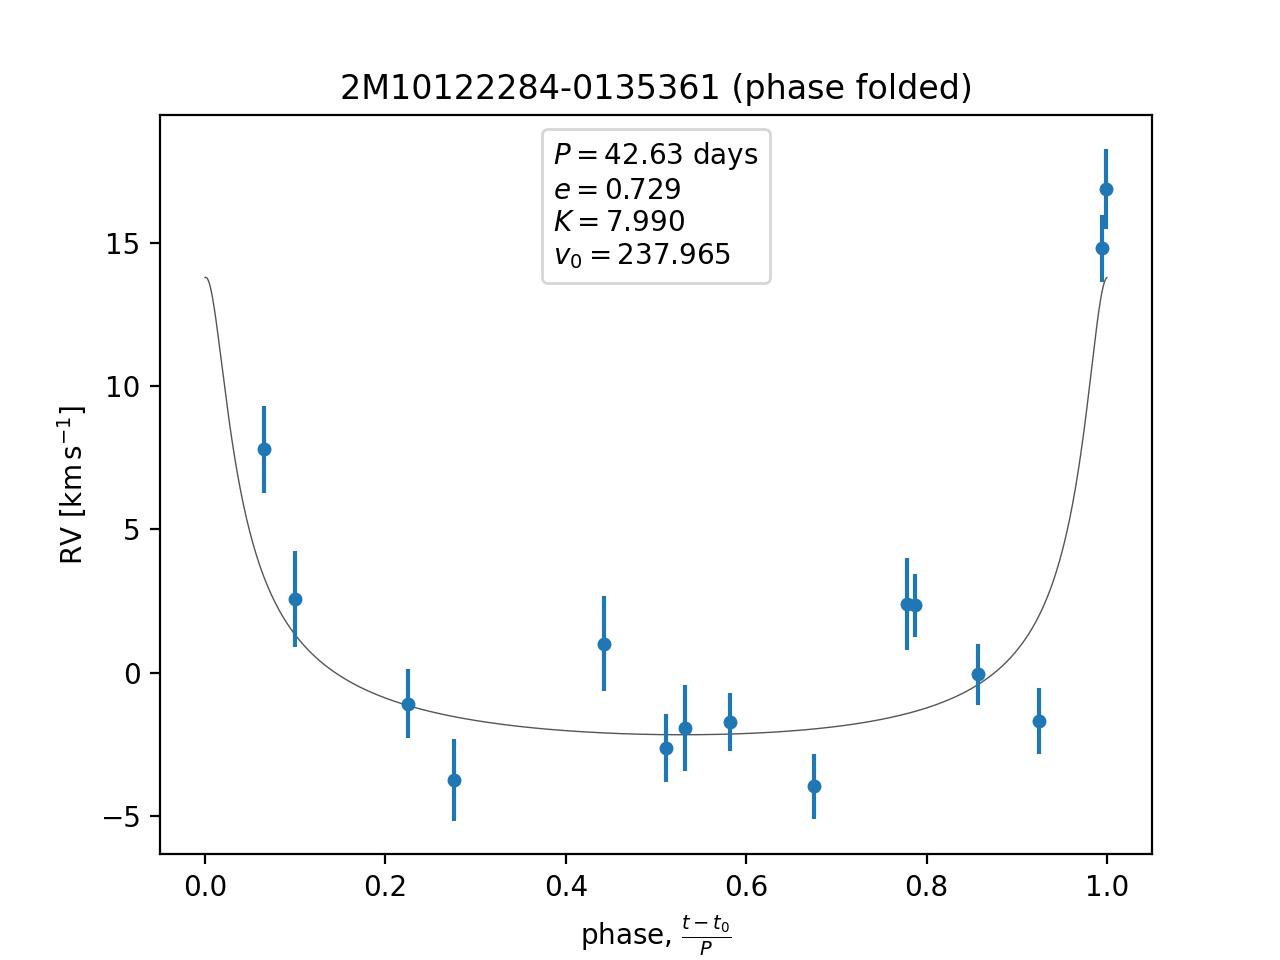 2M10122284-0135361 (phase folded)
P = 42.63 days
e = 0.729
K = 7.990
v₀ = 237.965
15
10
5
0
−5
RV [km s⁻¹]
0.0 0.2 0.4 0.6 0.8 1.0
phase, (t − t₀)/P